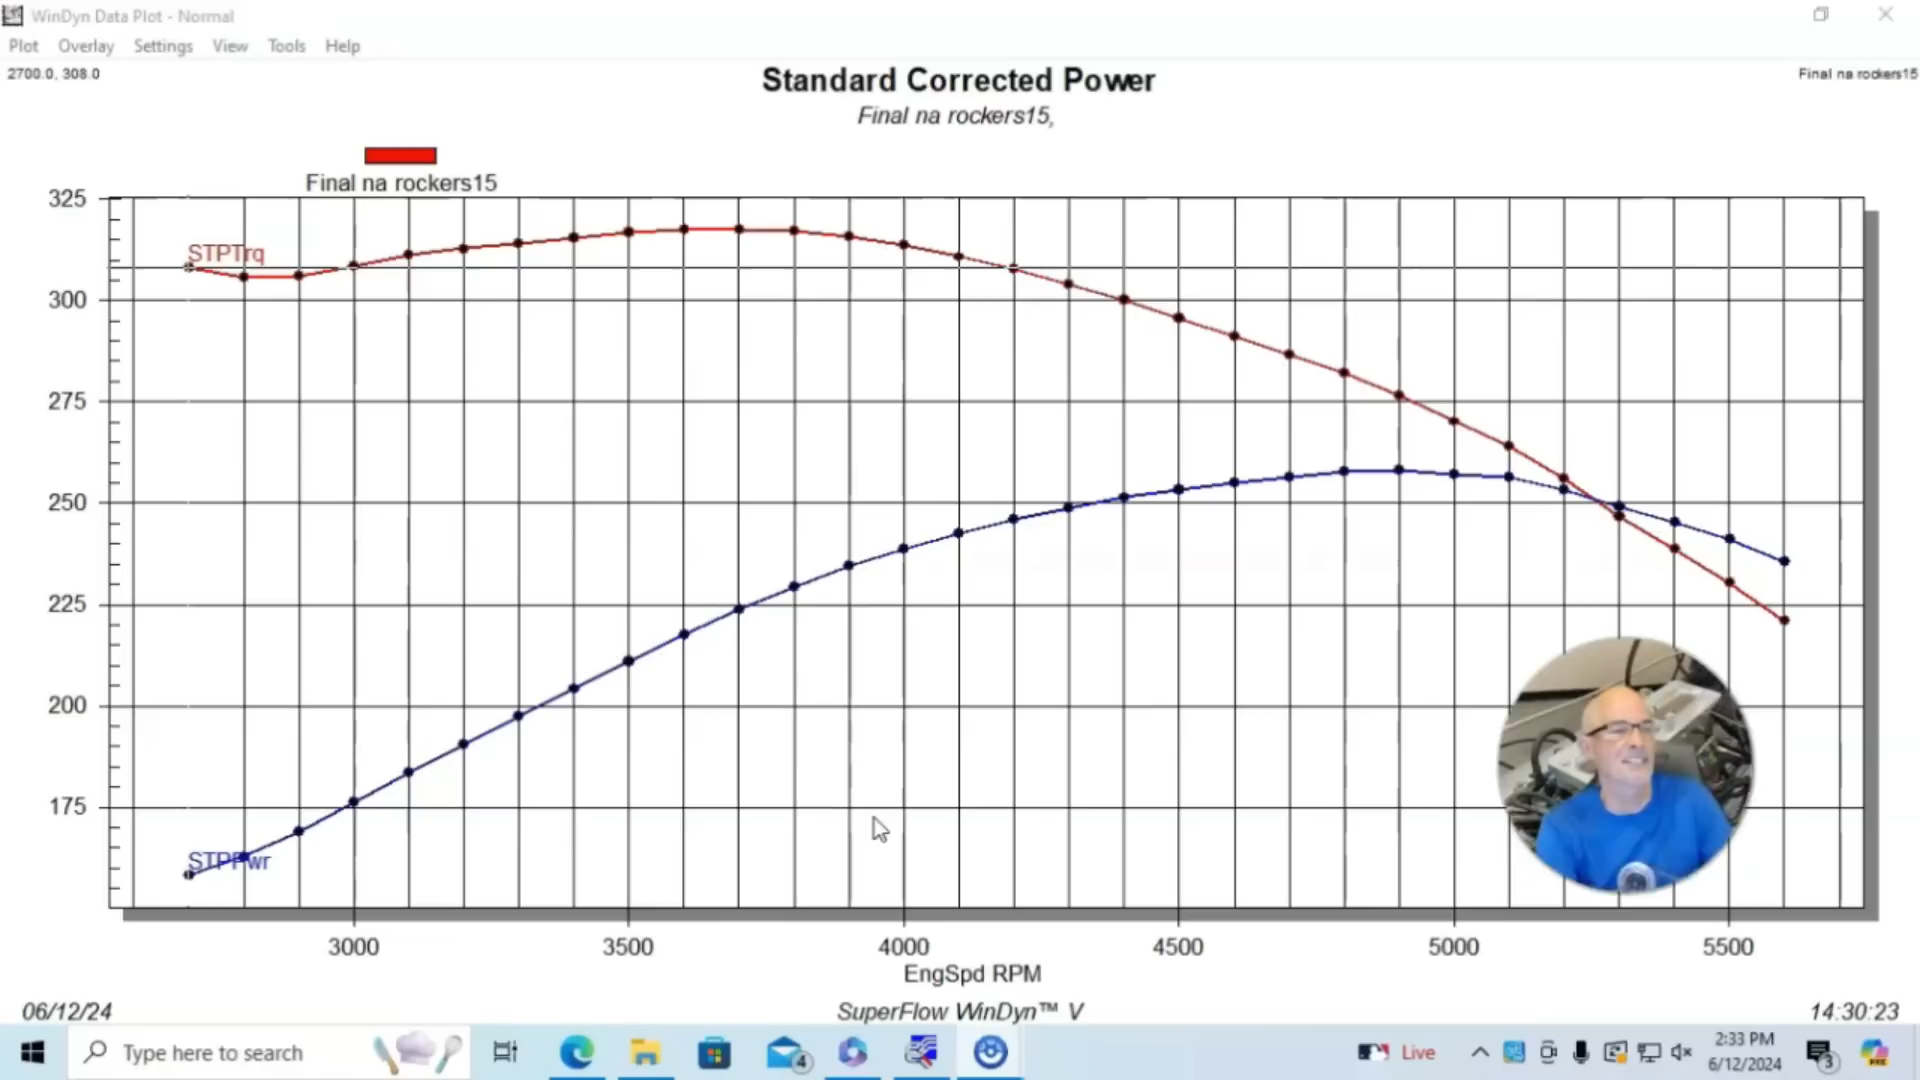 WinDyn Data Plot - Normal
Plot Overlay Settings View Tools Help
2700.0, 308.0
Final na rockers15
Standard Corrected Power
Final na rockers15,
Final na rockers15
325
300
275
250
225
200
175
STPTrq
STPPwr
3000 3500 4000 4500 5000 5500
EngSpd RPM
06/12/24
SuperFlow WinDyn™ V
14:30:23
Type here to search
4
Live
2:33 PM
6/12/2024
3